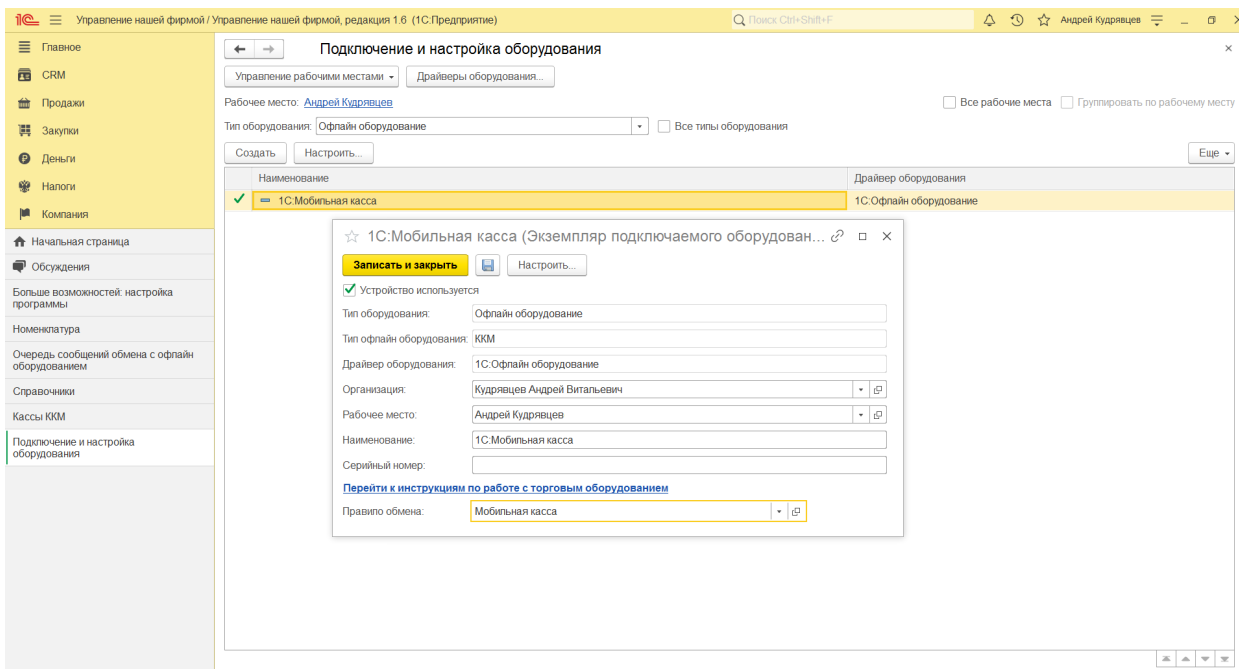 1С Управление нашей фирмой / Управление нашей фирмой, редакция 1.6 (1С:Предприятие) Поиск Ctrl+Shift+F Андрей Кудрявцев
Главное
CRM
Продажи
Закупки
Деньги
Налоги
Компания
Начальная страница
Обсуждения
Больше возможностей: настройка
программы
Номенклатура
Очередь сообщений обмена с офлайн
оборудованием
Справочники
Кассы ККМ
Подключение и настройка
оборудования
Подключение и настройка оборудования
Управление рабочими местами
Драйверы оборудования...
Рабочее место: Андрей Кудрявцев
Все рабочие места
Группировать по рабочему месту
Тип оборудования: Офлайн оборудование
Все типы оборудования
Создать
Настроить...
Еще
Наименование
Драйвер оборудования
1С:Мобильная касса
1С:Офлайн оборудование
1С:Мобильная касса (Экземпляр подключаемого оборудован...
Записать и закрыть
Настроить...
Устройство используется
Тип оборудования: Офлайн оборудование
Тип офлайн оборудования: ККМ
Драйвер оборудования: 1С:Офлайн оборудование
Организация: Кудрявцев Андрей Витальевич
Рабочее место: Андрей Кудрявцев
Наименование: 1С:Мобильная касса
Серийный номер:
Перейти к инструкциям по работе с торговым оборудованием
Правило обмена: Мобильная касса